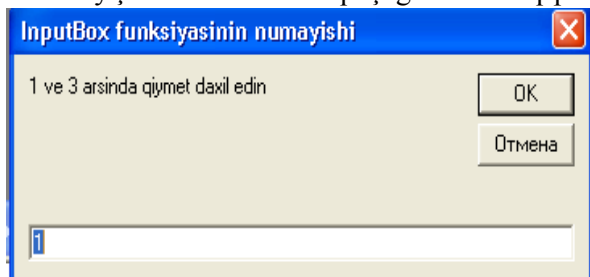 InputBox funksiyasinin numayishi
1 ve 3 arsinda qiymet daxil edin
OK
Отмена
1